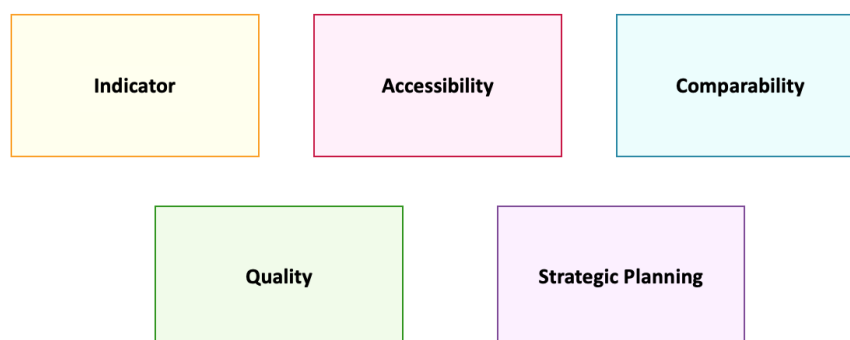 Indicator
Accessibility
Comparability
Quality
Strategic Planning